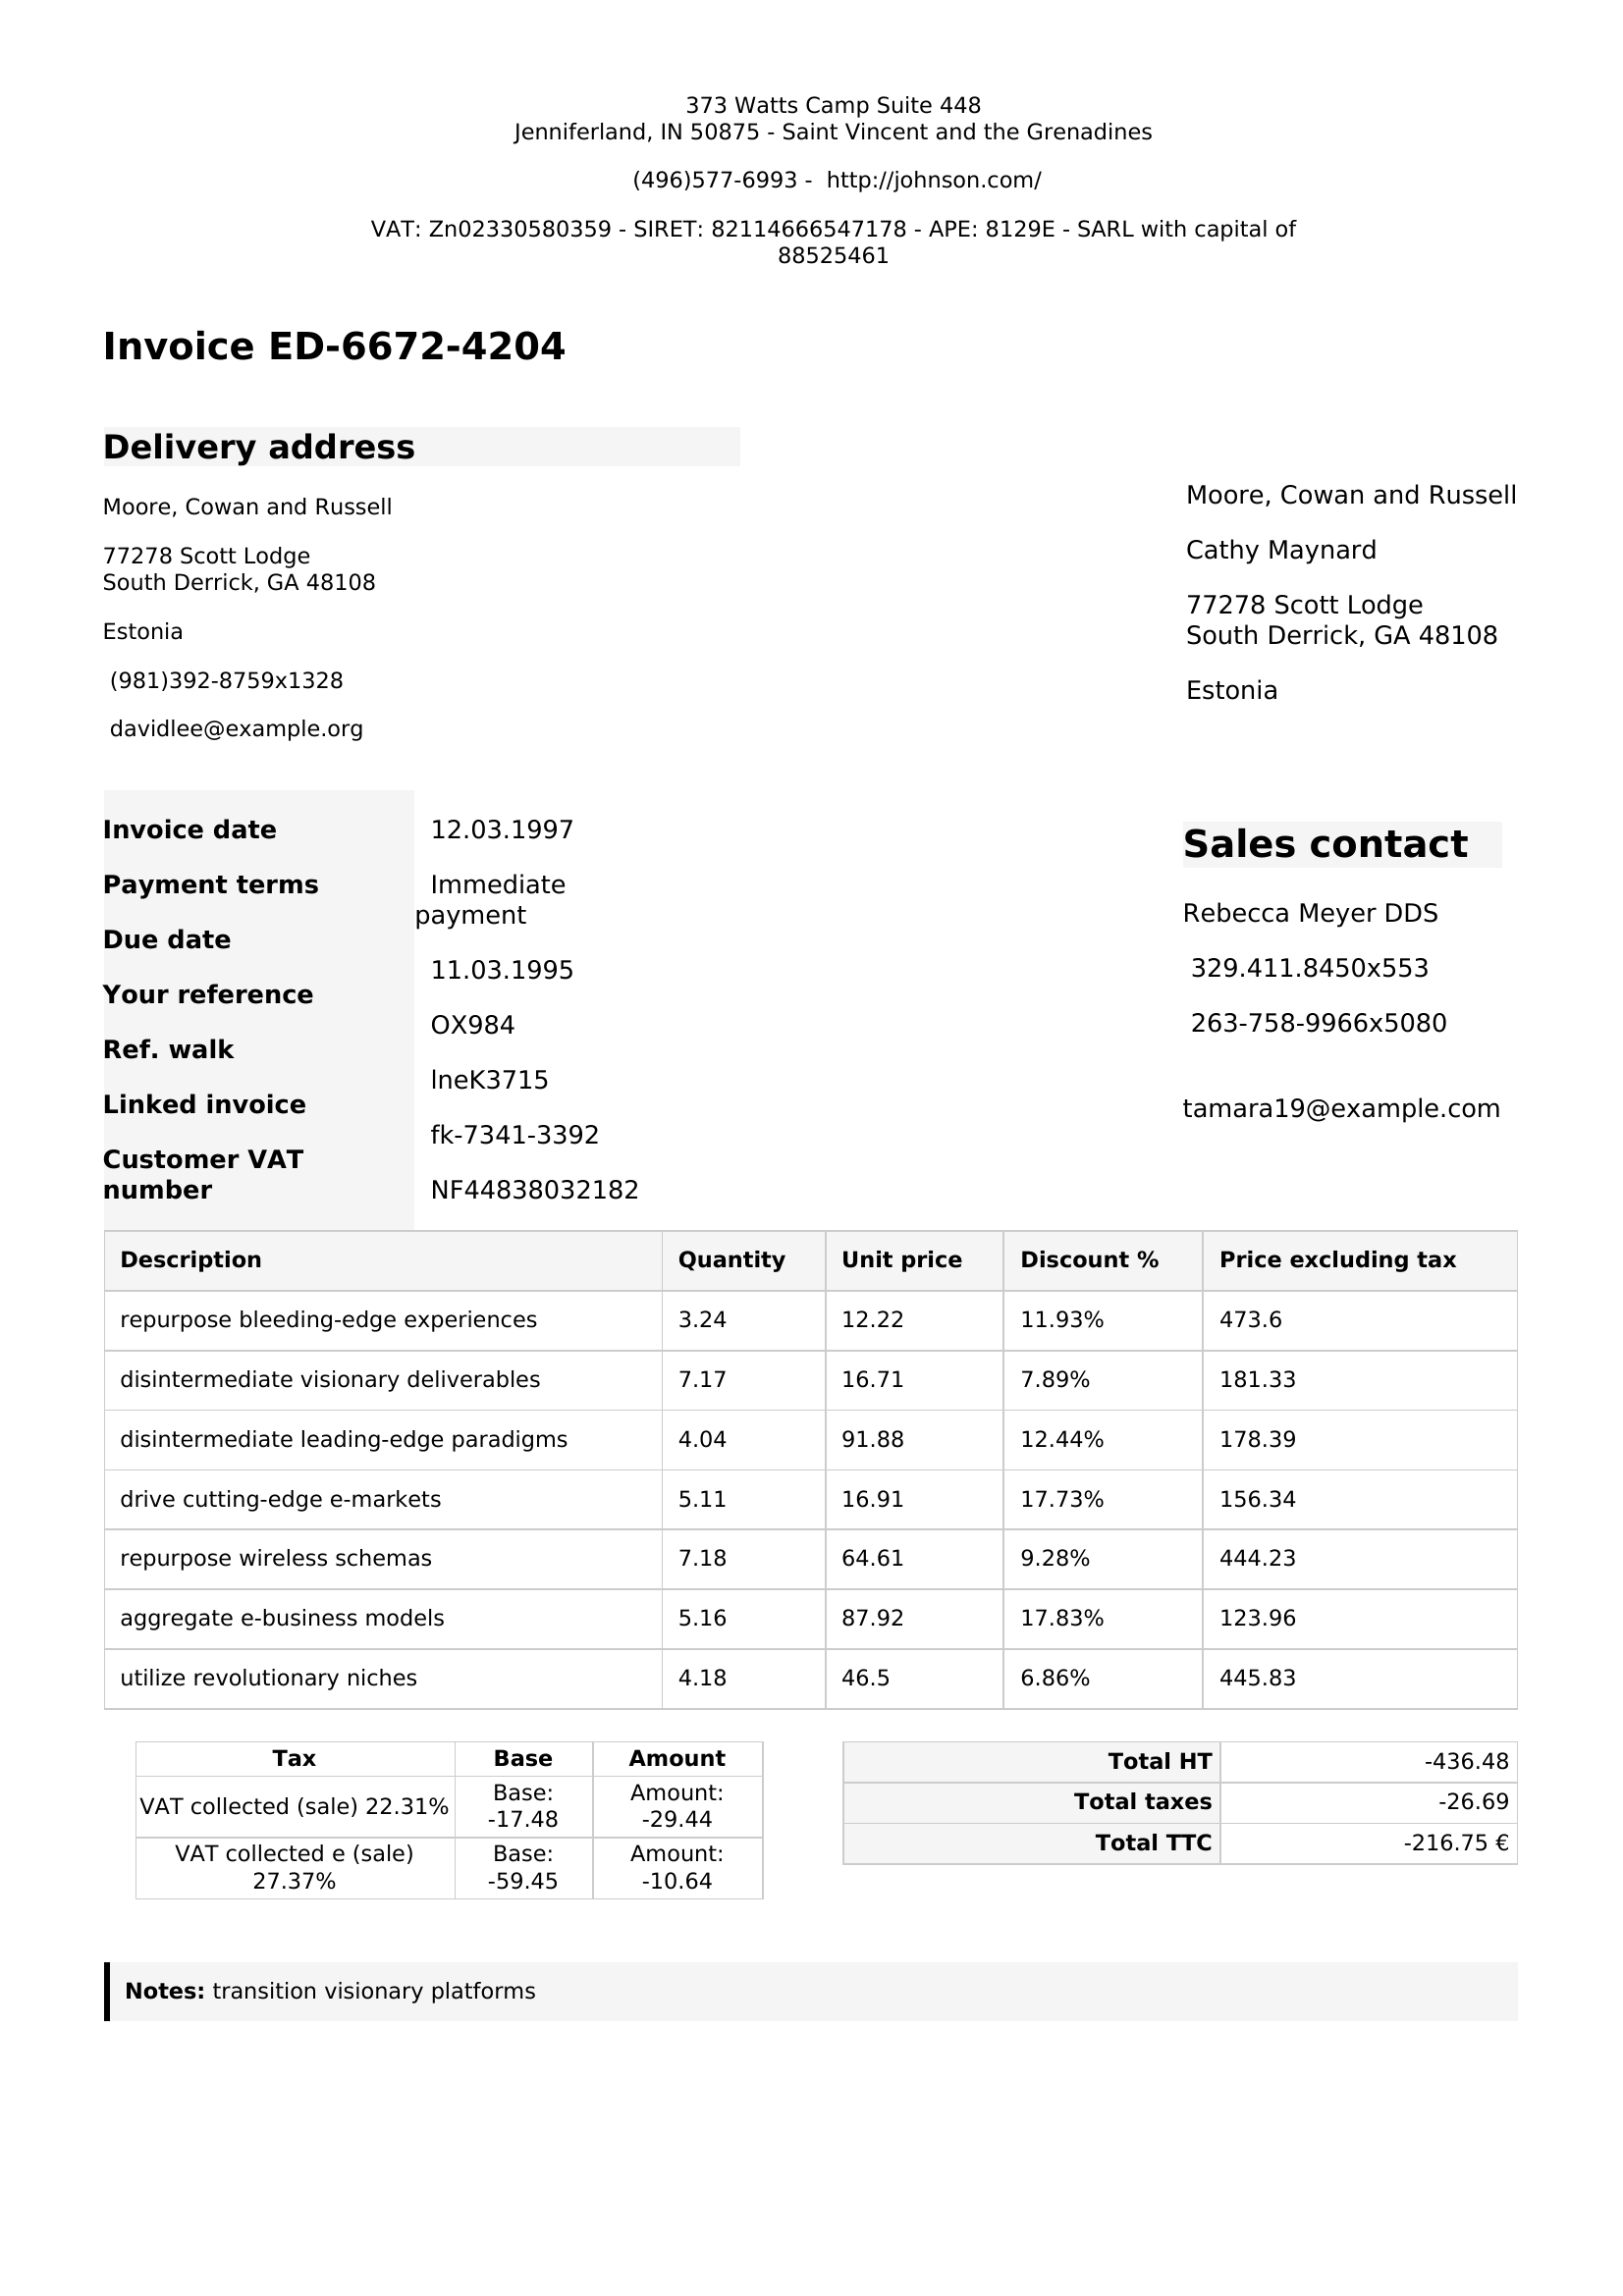 373 Watts Camp Suite 448
Jenniferland, IN 50875 - Saint Vincent and the Grenadines
(496)577-6993 - http://johnson.com/
VAT: Zn02330580359 - SIRET: 82114666547178 - APE: 8129E - SARL with capital of
88525461
Invoice ED-6672-4204
Delivery address
Moore, Cowan and Russell
77278 Scott Lodge
South Derrick, GA 48108
Estonia
(981)392-8759x1328
davidlee@example.org
Moore, Cowan and Russell
Cathy Maynard
77278 Scott Lodge
South Derrick, GA 48108
Estonia
Invoice date
Payment terms
Due date
Your reference
Ref. walk
Linked invoice
Customer VAT
number
12.03.1997
Immediate
payment
11.03.1995
OX984
lneK3715
fk-7341-3392
NF44838032182
Sales contact
Rebecca Meyer DDS
329.411.8450x553
263-758-9966x5080
tamara19@example.com
Description Quantity Unit price Discount % Price excluding tax
repurpose bleeding-edge experiences 3.24 12.22 11.93% 473.6
disintermediate visionary deliverables 7.17 16.71 7.89% 181.33
disintermediate leading-edge paradigms 4.04 91.88 12.44% 178.39
drive cutting-edge e-markets 5.11 16.91 17.73% 156.34
repurpose wireless schemas 7.18 64.61 9.28% 444.23
aggregate e-business models 5.16 87.92 17.83% 123.96
utilize revolutionary niches 4.18 46.5 6.86% 445.83
Tax Base Amount
VAT collected (sale) 22.31% Base: -17.48 Amount: -29.44
VAT collected e (sale) 27.37% Base: -59.45 Amount: -10.64
Total HT -436.48
Total taxes -26.69
Total TTC -216.75 €
Notes: transition visionary platforms